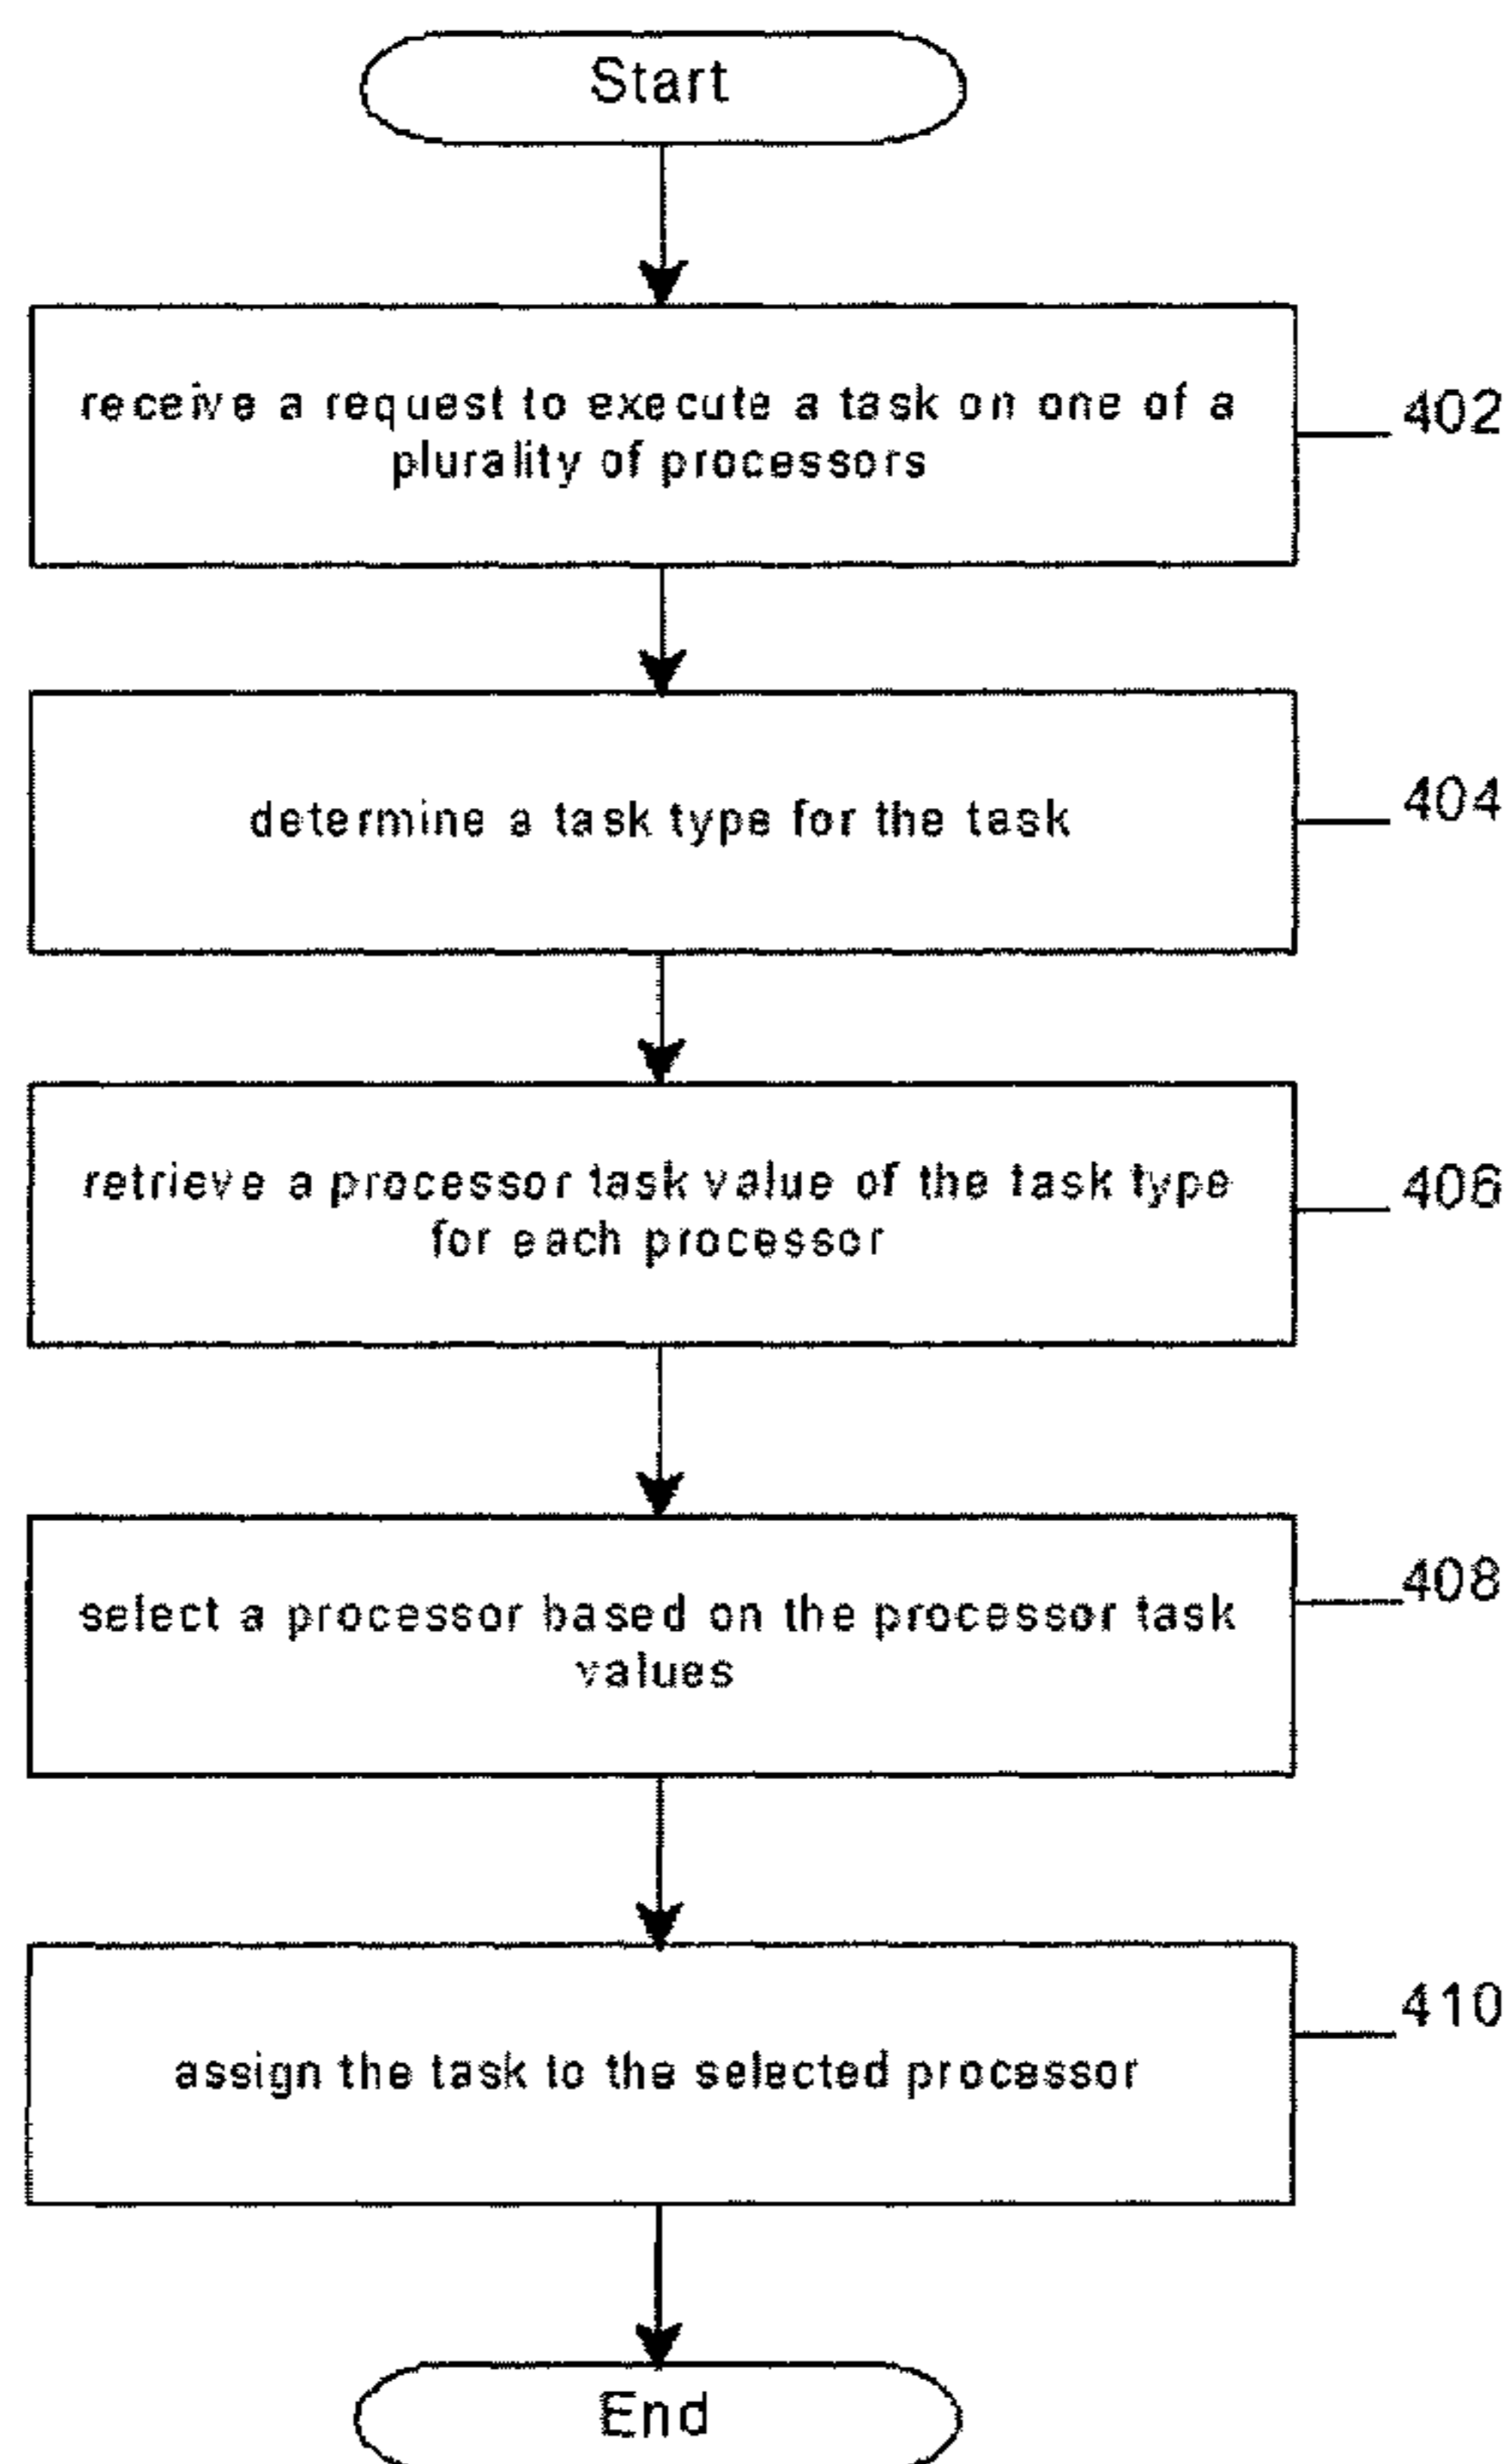 Start
receive a request to execute a task on one of a
plurality of processors
402
determine a task type for the task
404
retrieve a processor task value of the task type
for each processor
406
select a processor based on the processor task
values
408
assign the task to the selected processor
410
End